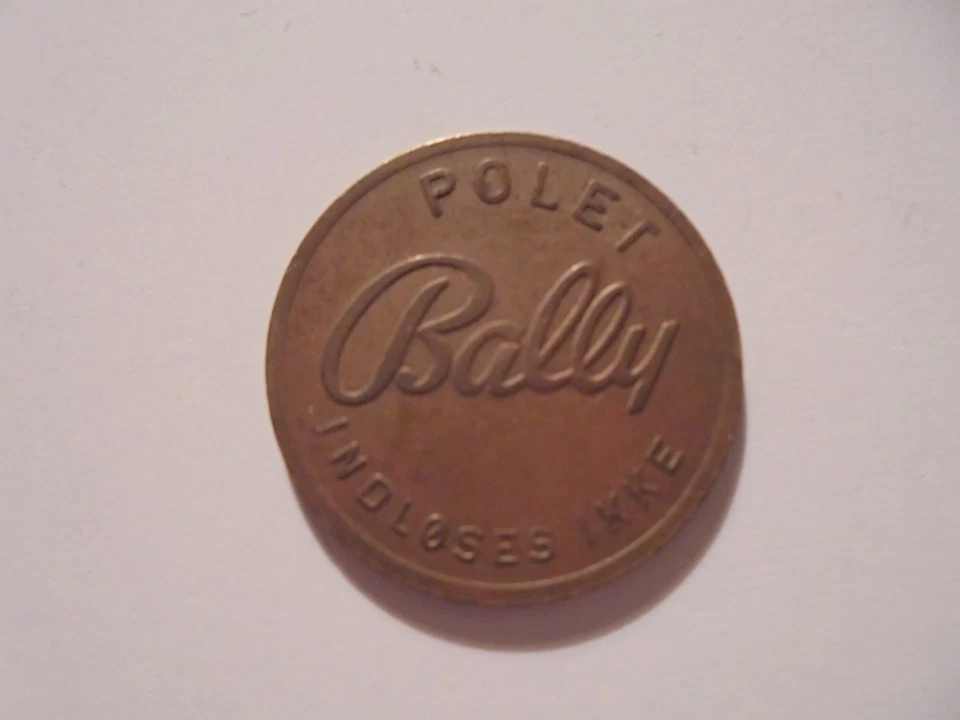 POLET
Bally
INDLØSES IKKE